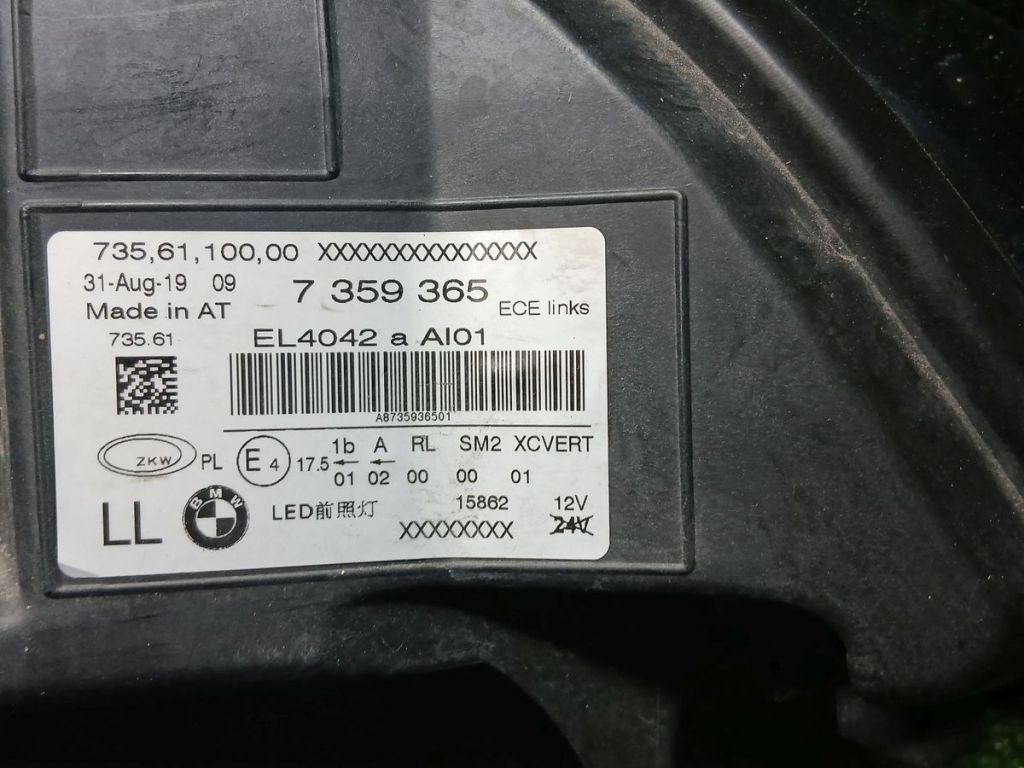 735,61,100,00 XXXXXXXXXXXXXXX
31-Aug-19 09 7 359 365
Made in AT ECE links
735.61 EL4042 a AI01
A8735936501
ZKW PL E4 17.5 1b A RL SM2 XCVERT
← ←
01 02 00 00 01
LL BMW LED前照灯 15862 12V
XXXXXXXX 24V